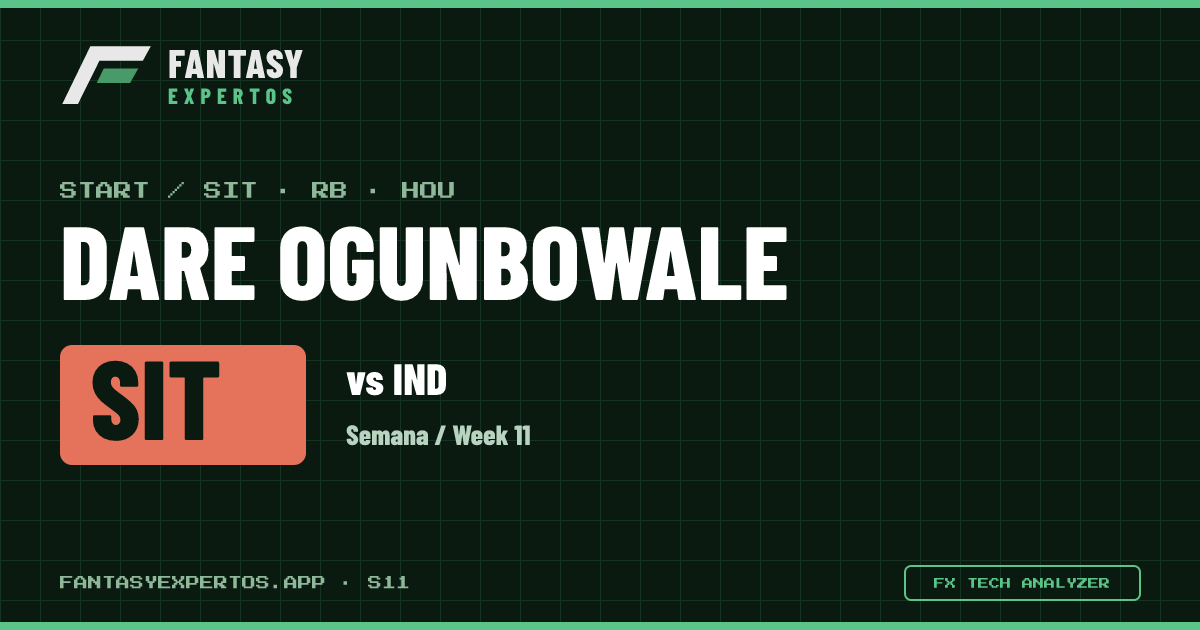 FANTASY
EXPERTOS
START / SIT · RB · HOU
DARE OGUNBOWALE
SIT
vs IND
Semana / Week 11
FANTASYEXPERTOS.APP · S11
FX TECH ANALYZER